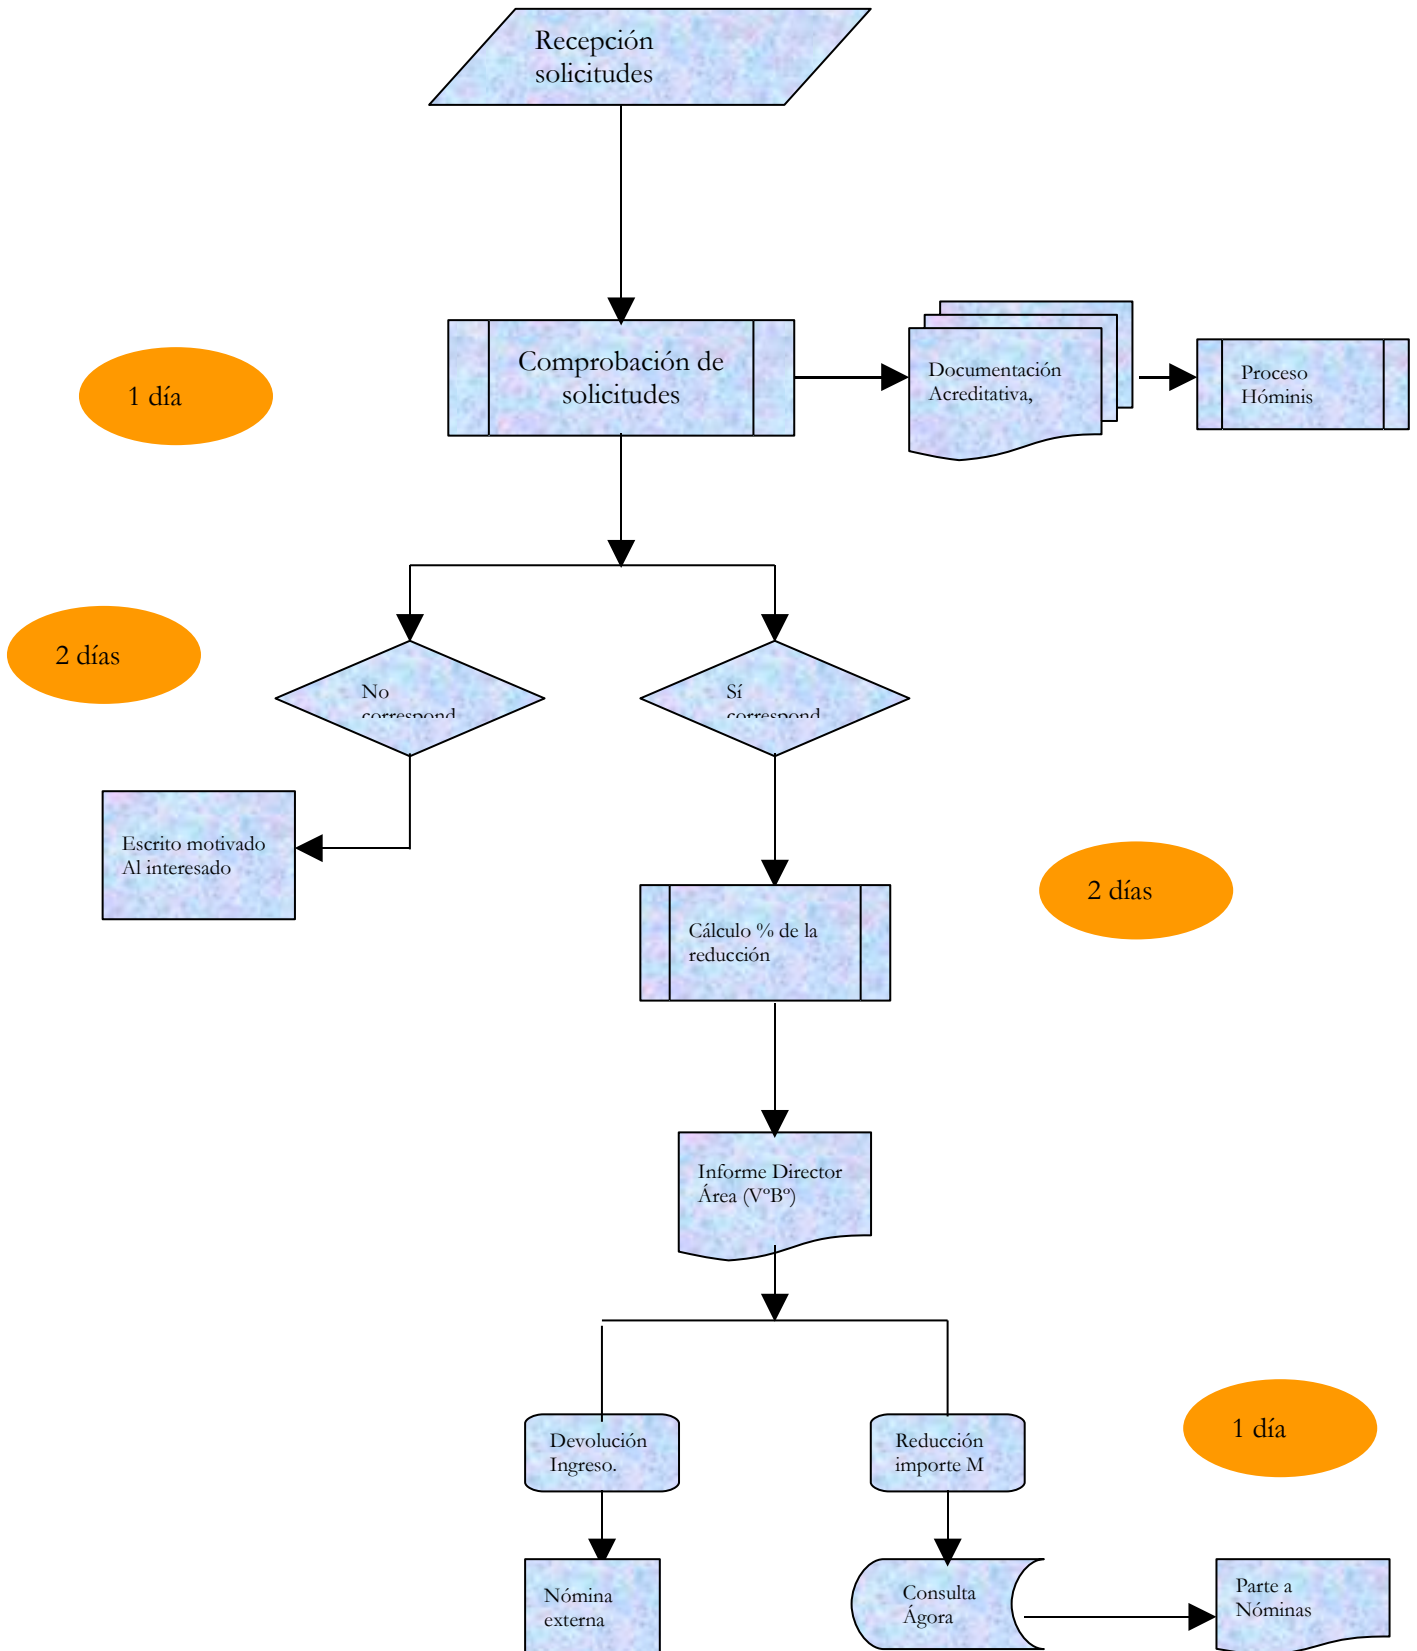 Recepción
solicitudes
1 día
Comprobación de
solicitudes
Documentación
Acreditativa,
Proceso
Hóminis
2 días
No
correspond
Sí
correspond
Escrito motivado
Al interesado
Cálculo % de la
reducción
2 días
Informe Director
Área (VºBº)
Devolución
Ingreso.
Reducción
importe M
1 día
Nómina
externa
Consulta
Ágora
Parte a
Nóminas